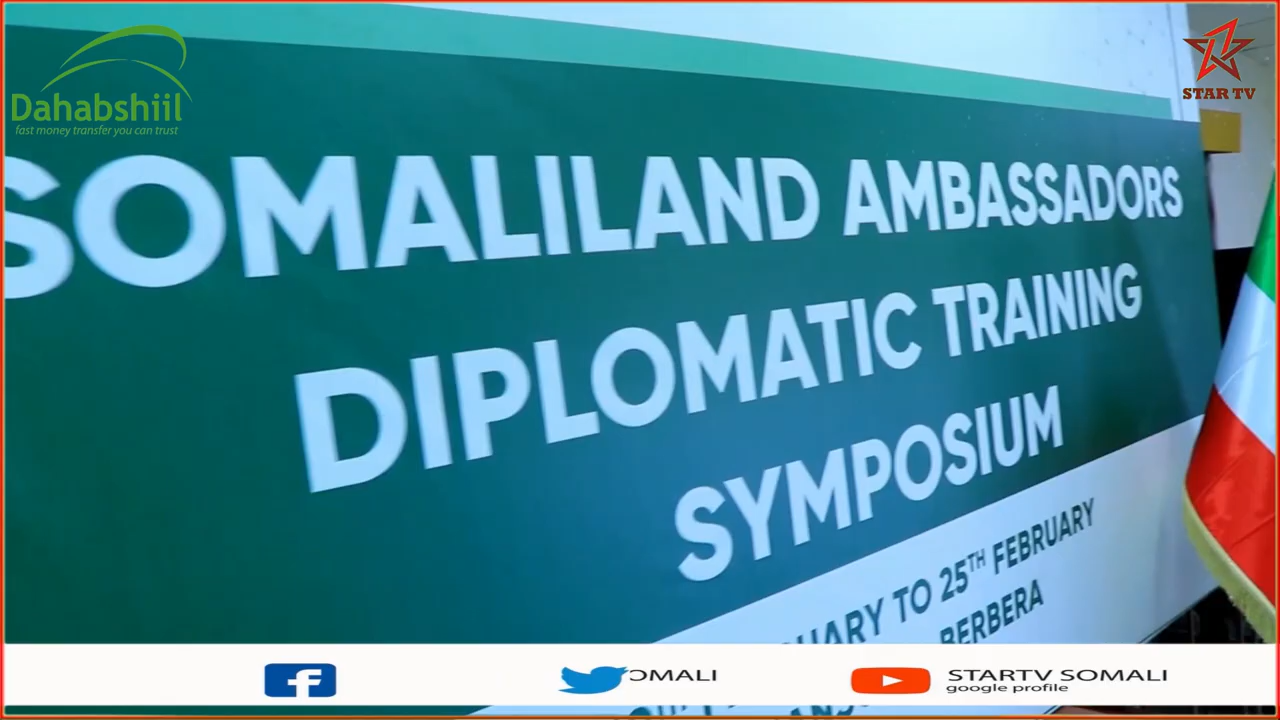 Dahabshiil
fast money transfer you can trust
STAR TV
SOMALILAND AMBASSADORS
DIPLOMATIC TRAINING
SYMPOSIUM
TO 25TH FEBRUARY
BERBERA
OMALI
STARTV SOMALI
google profile